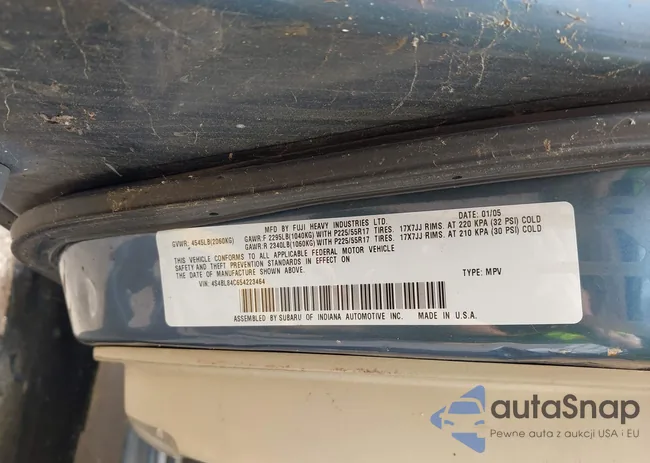 MFD BY FUJI HEAVY INDUSTRIES LTD. DATE: 01/05
GVWR: 4545LB(2060KG) GAWR:F 2295LB(1040KG) WITH P225/55R17 TIRES. 17X7JJ RIMS. AT 220 KPA (32 PSI) COLD
GAWR:R 2340LB(1060KG) WITH P225/55R17 TIRES. 17X7JJ RIMS. AT 210 KPA (30 PSI) COLD
THIS VEHICLE CONFORMS TO ALL APPLICABLE FEDERAL MOTOR VEHICLE
SAFETY AND THEFT PREVENTION STANDARDS IN EFFECT ON
THE DATE OF MANUFACTURE SHOWN ABOVE.
VIN: 4S4BL84C654223464 TYPE: MPV
ASSEMBLED BY SUBARU OF INDIANA AUTOMOTIVE INC. MADE IN U.S.A.
autaSnap
Pewne auta z aukcji USA i EU